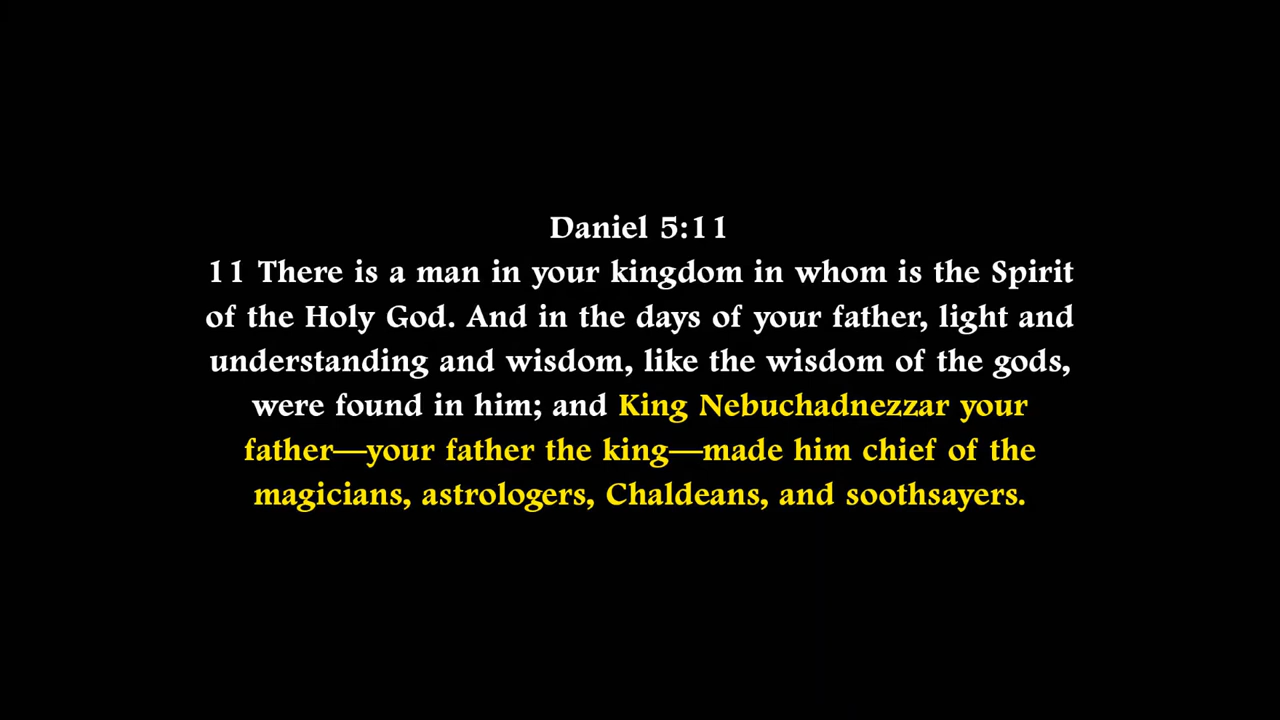 Daniel 5:11
11 There is a man in your kingdom in whom is the Spirit
of the Holy God. And in the days of your father, light and
understanding and wisdom, like the wisdom of the gods,
were found in him; and King Nebuchadnezzar your
father—your father the king—made him chief of the
magicians, astrologers, Chaldeans, and soothsayers.